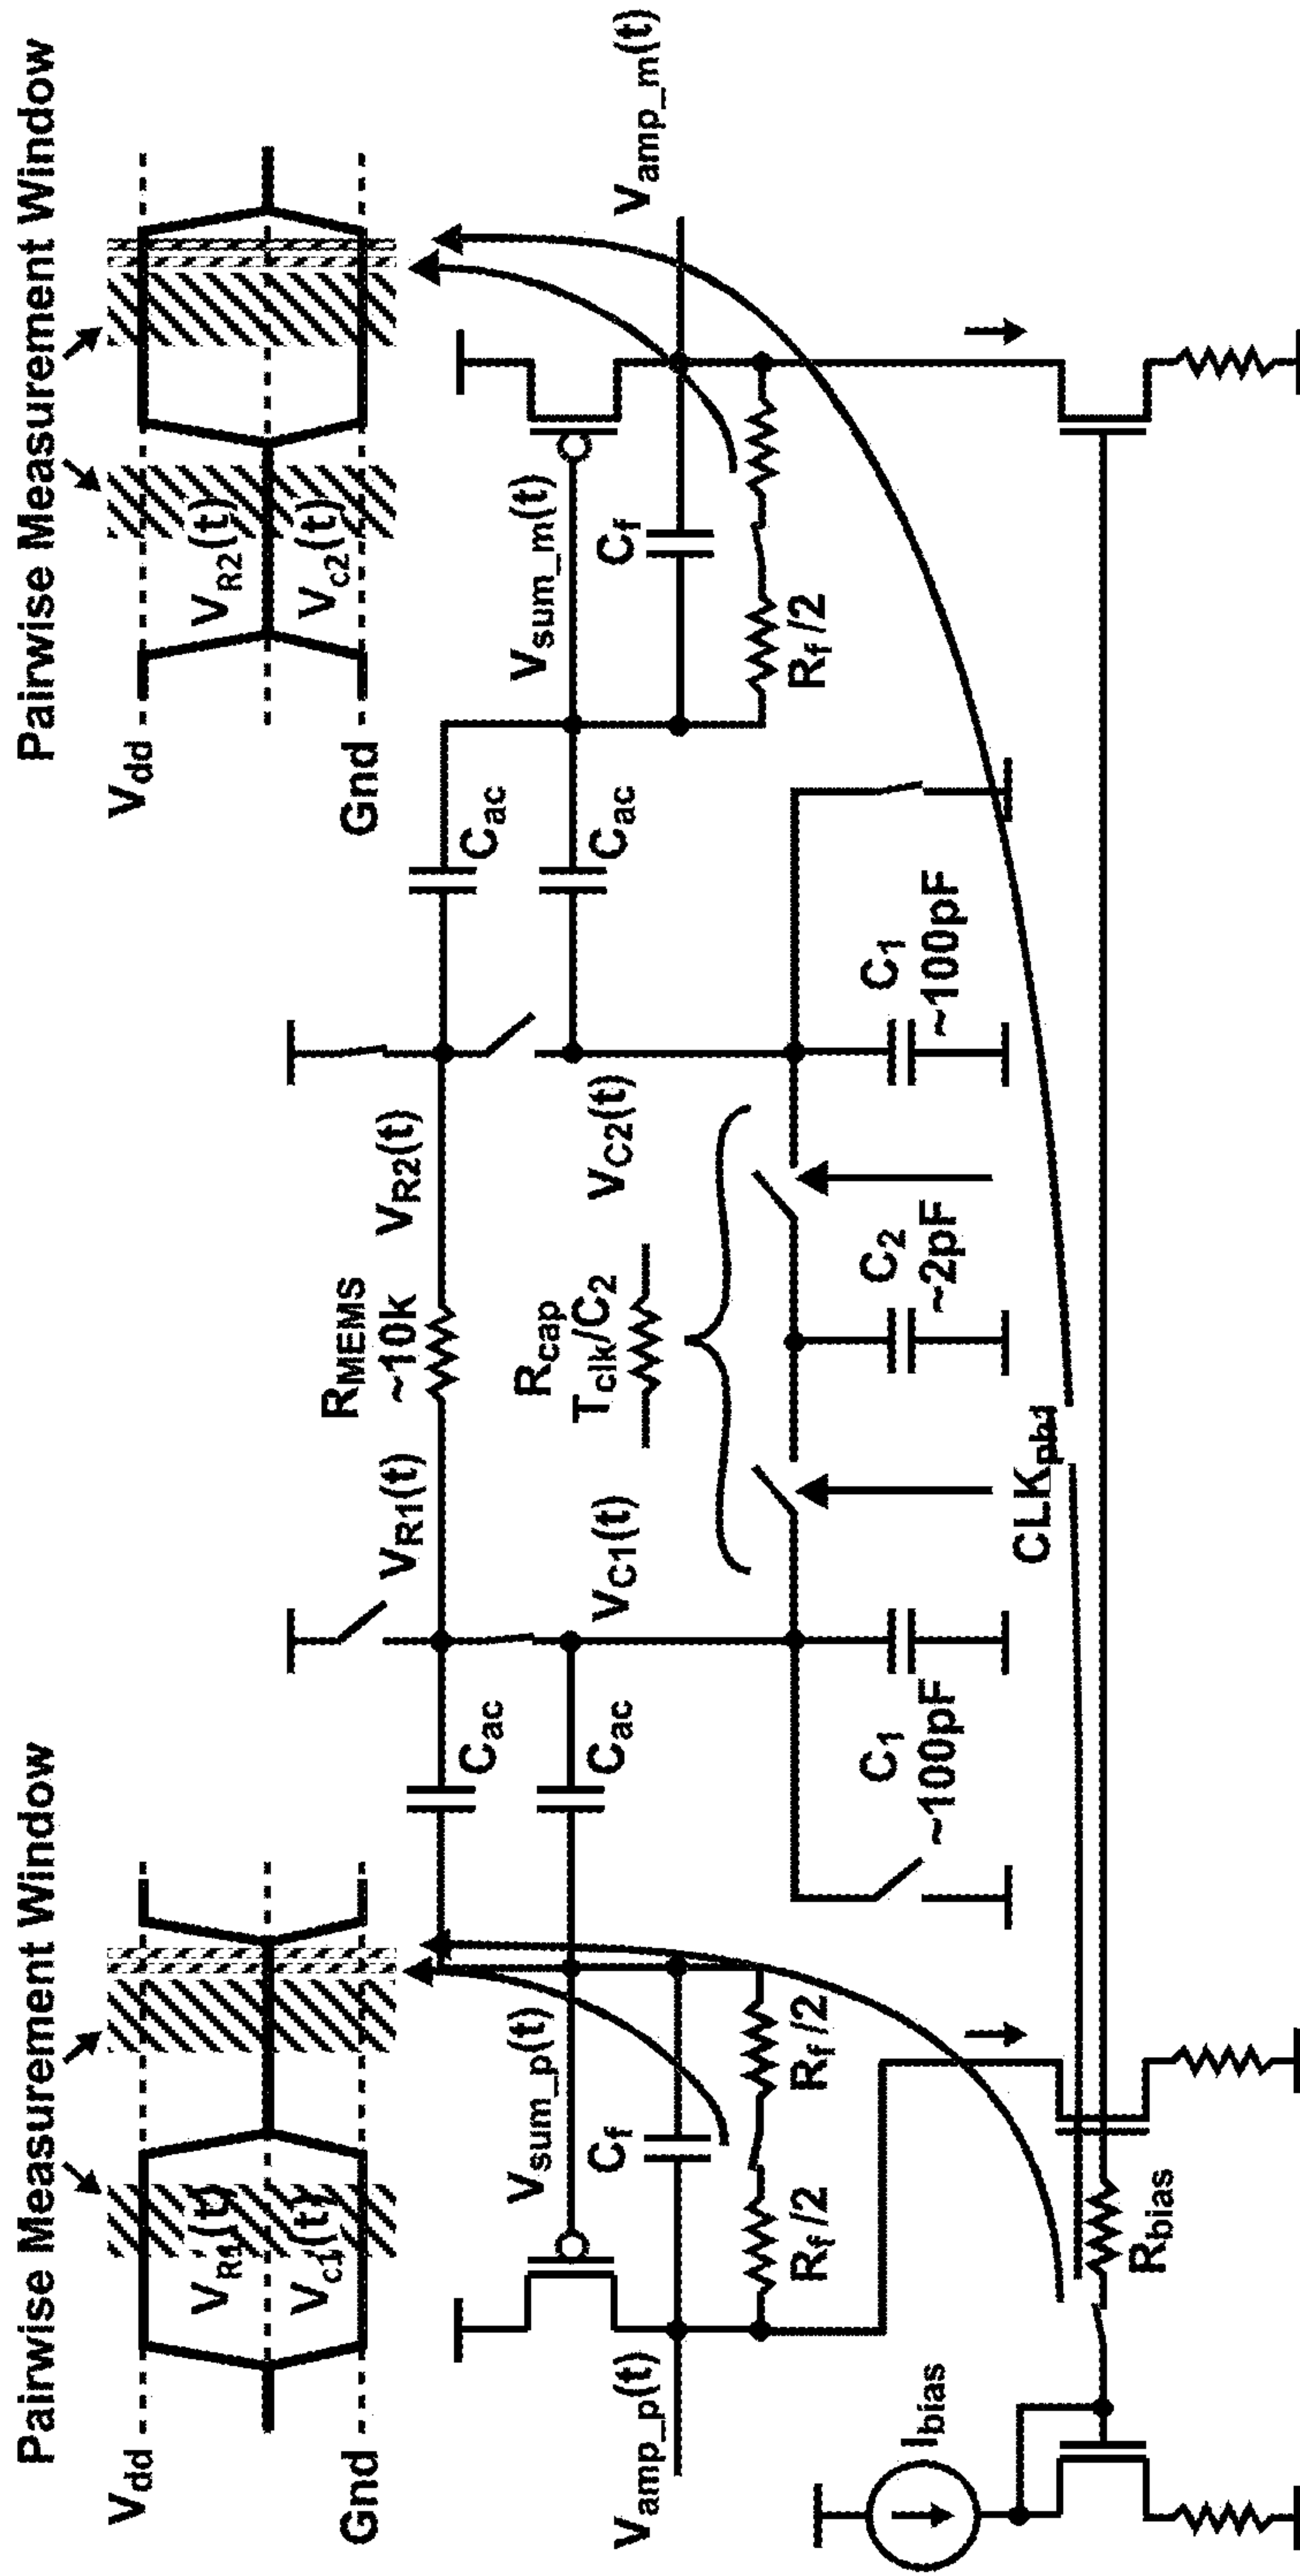 Pairwise Measurement Window
Pairwise Measurement Window
Vdd
VR1(t)
Vc1(t)
Gnd
Vdd
VR2(t)
Vc2(t)
Gnd
RMEMS
~10k
VR1(t)
VR2(t)
Cac
Cac
Cac
Cac
Rcap
Tclk/C2
VC1(t)
VC2(t)
Vsum_p(t)
Vsum_m(t)
Vamp_p(t)
Vamp_m(t)
Cf
Cf
Rf/2
Rf/2
Rf/2
C1
~100pF
C2
~2pF
C1
~100pF
CLKpb1
Ibias
Rbias